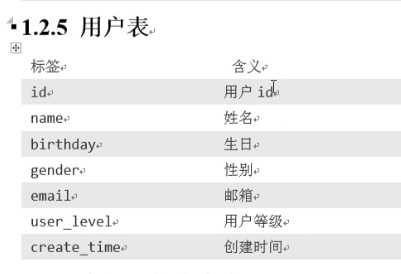 1.2.5 用户表
标签 含义
id 用户 id
name 姓名
birthday 生日
gender 性别
email 邮箱
user_level 用户等级
create_time 创建时间